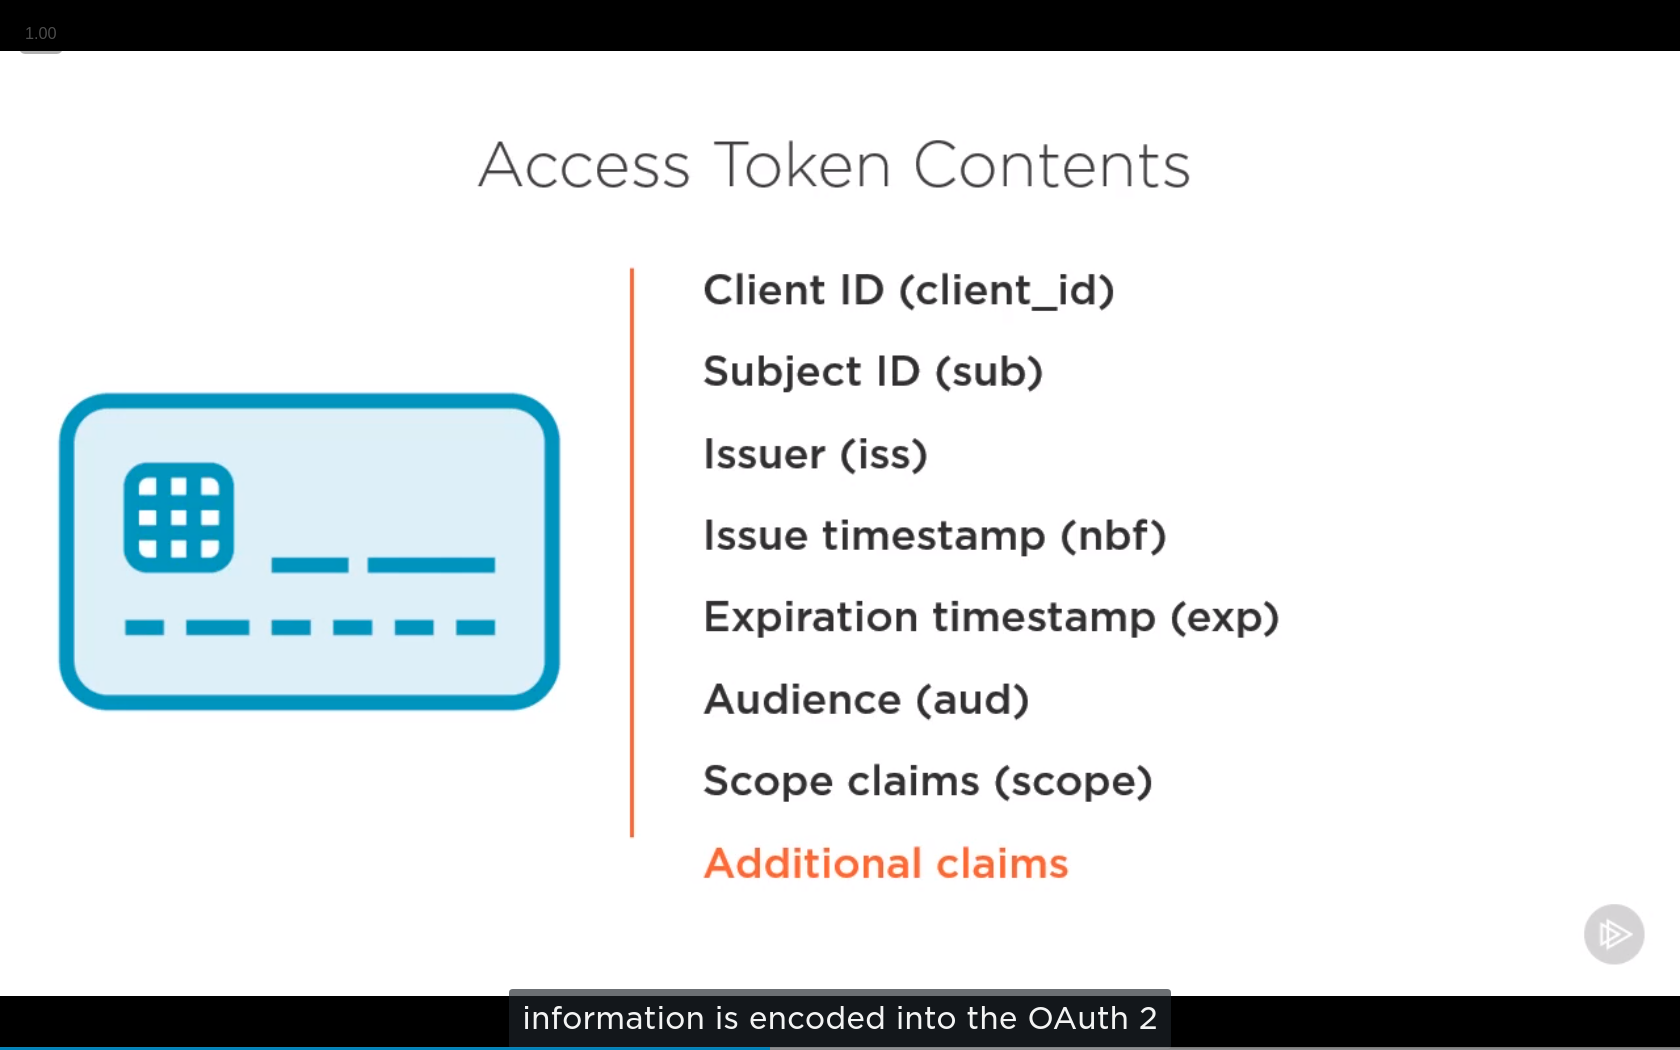 1.00
Access Token Contents
Client ID (client_id)
Subject ID (sub)
Issuer (iss)
Issue timestamp (nbf)
Expiration timestamp (exp)
Audience (aud)
Scope claims (scope)
Additional claims
information is encoded into the OAuth 2